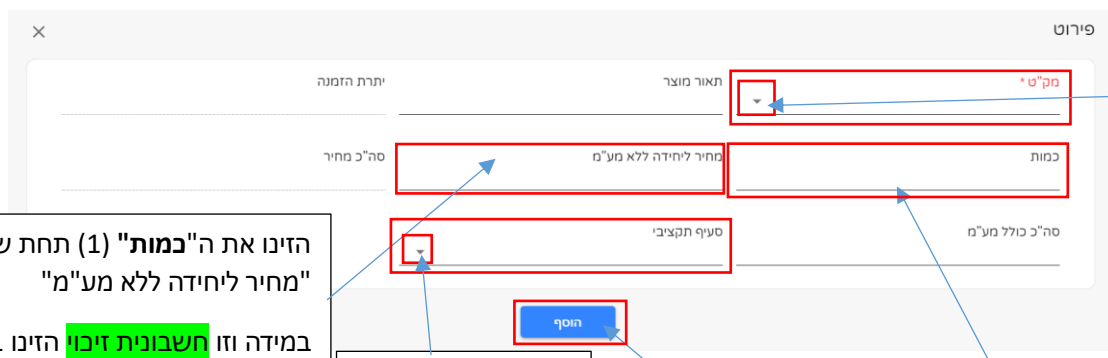 פירוט
מק"ט *
תאור מוצר
יתרת הזמנה
כמות
מחיר ליחידה ללא מע"מ
סה"כ מחיר
סה"כ כולל מע"מ
סעיף תקציבי
הוסף
הזינו את ה"כמות" (1) תחת
"מחיר ליחידה ללא מע"מ"
במידה וזו חשבונית זיכוי הזינו